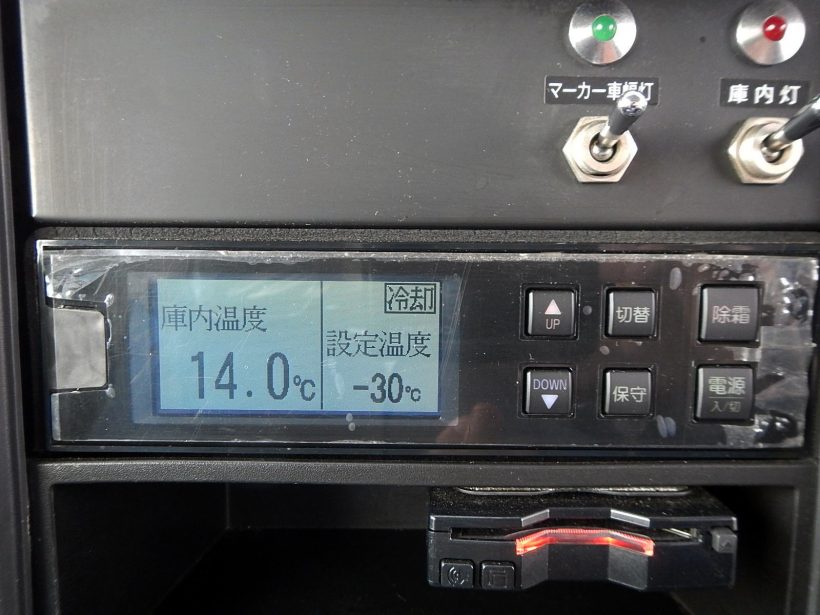 マーカー車幅灯
庫内灯
冷却
庫内温度
設定温度
14.0℃
-30℃
UP
切替
除霜
DOWN
保守
電源
入/切